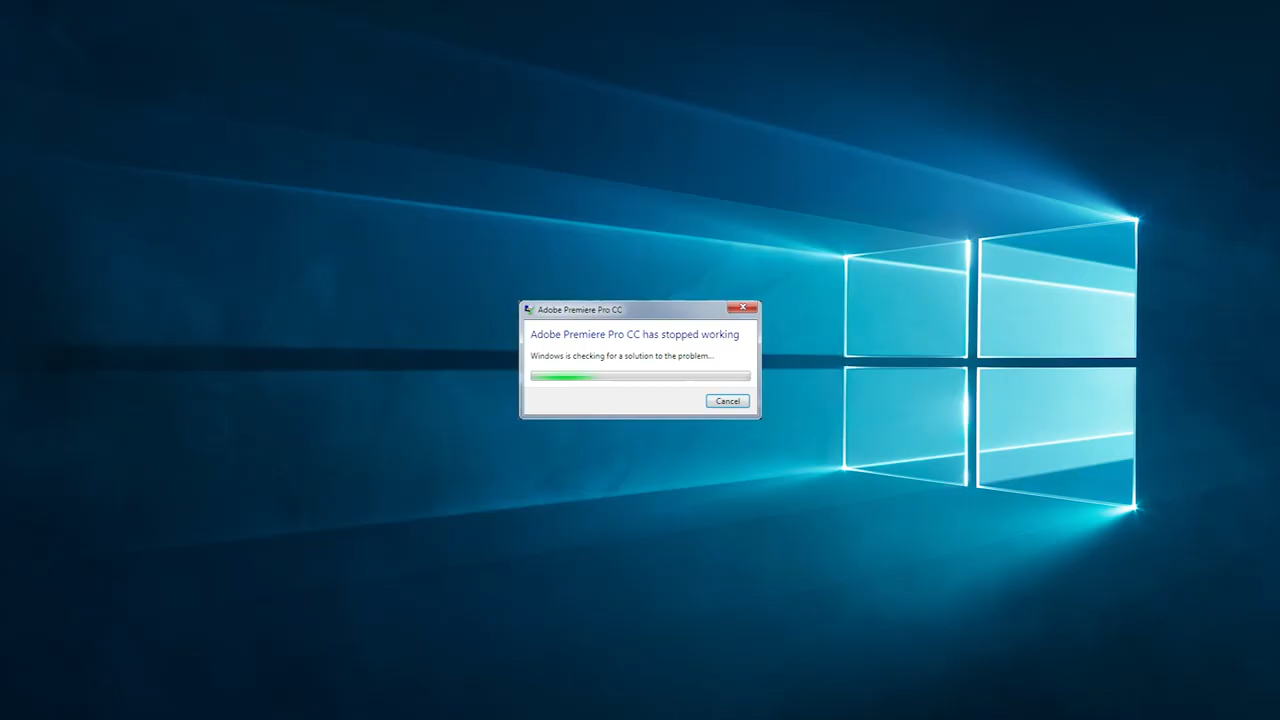 Adobe Premiere Pro CC
Adobe Premiere Pro CC has stopped working
Windows is checking for a solution to the problem...
Cancel